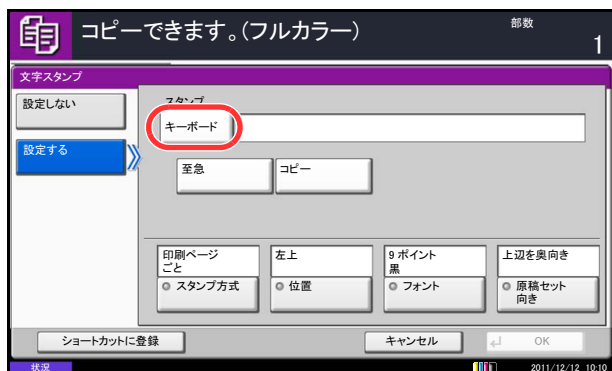 コピーできます。(フルカラー)
部数
1
文字スタンプ
設定しない
スタンプ
キーボード
設定する
至急
コピー
印刷ページ
ごと
左上
9 ポイント
黒
上辺を奥向き
スタンプ方式
位置
フォント
原稿セット
向き
ショートカットに登録
キャンセル
OK
状況
2011/12/12 10:10